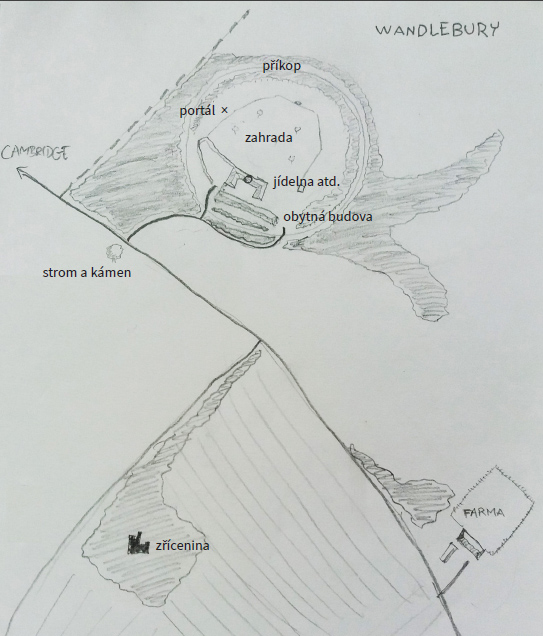 WANDLEBURY
příkop
portál ×
zahrada
CAMBRIDGE
jídelna atd.
obytná budova
strom a kámen
FARMA
zřícenina